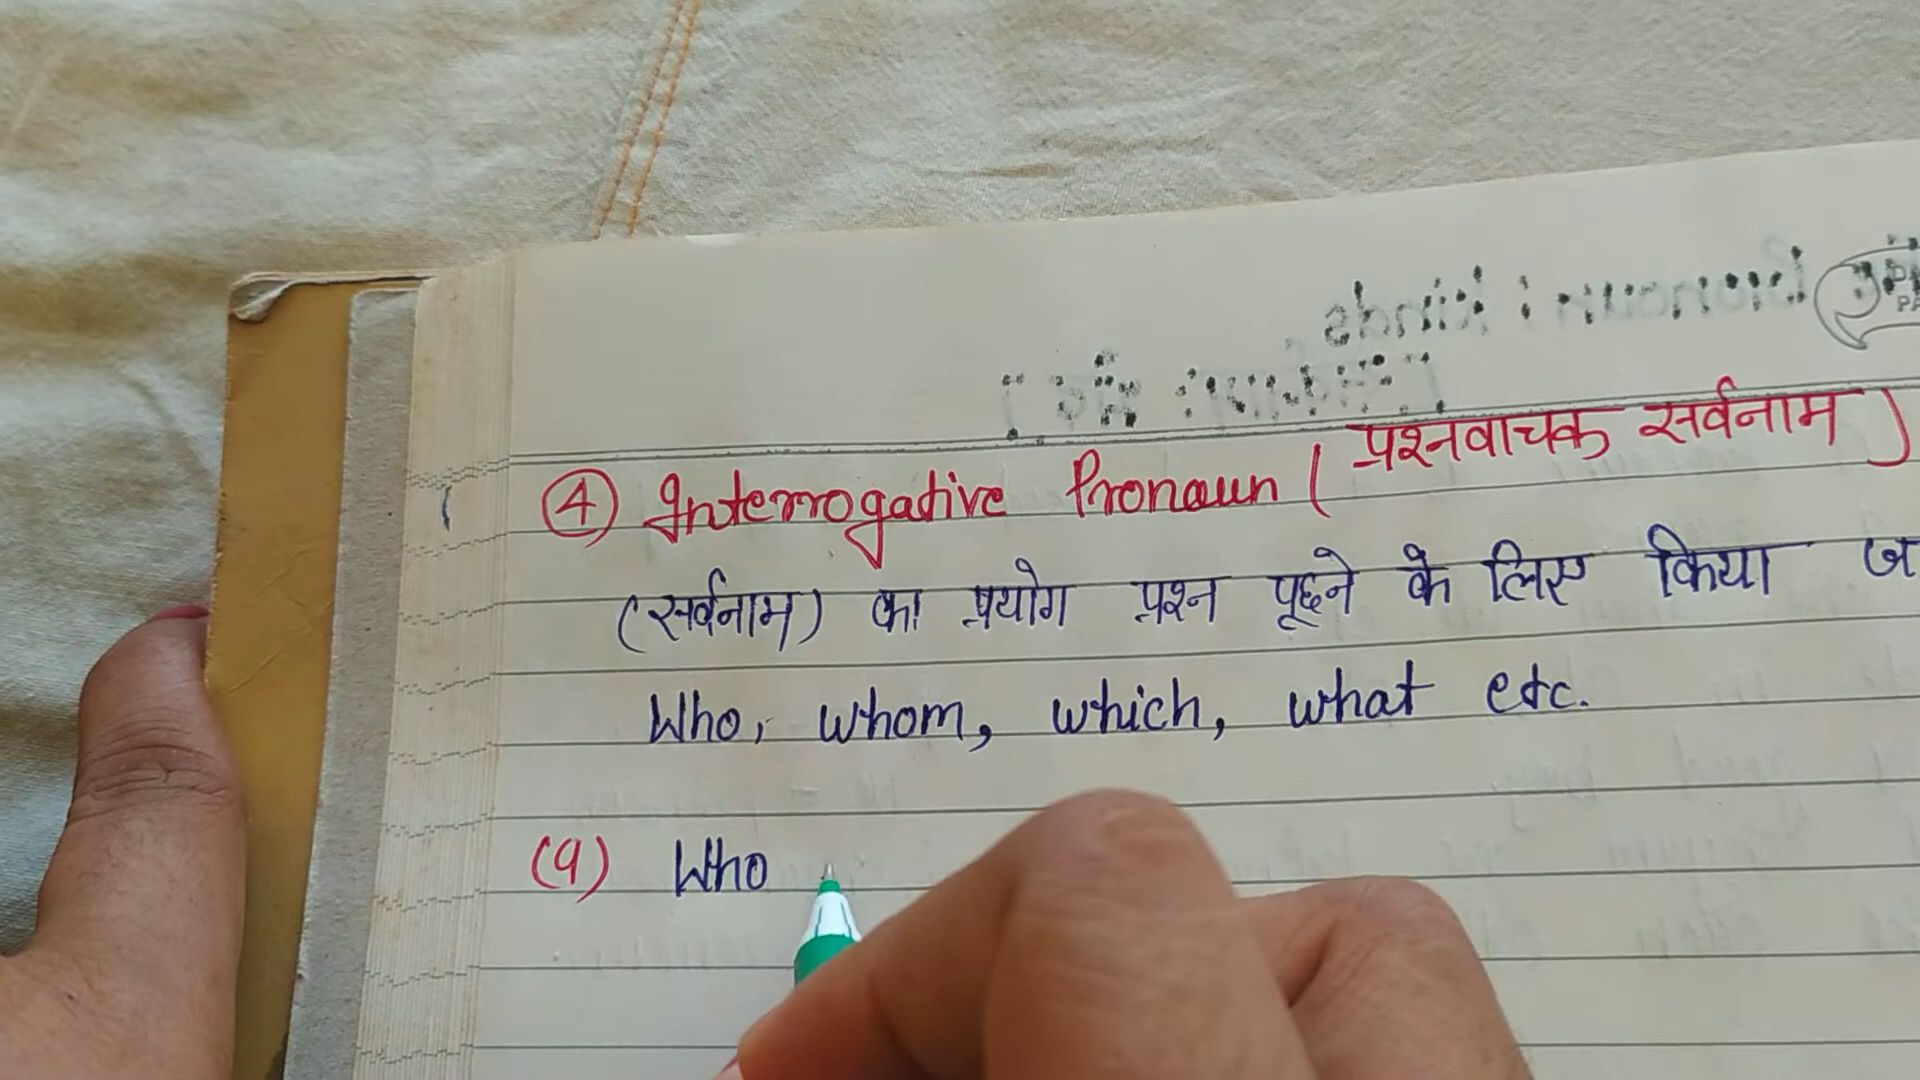 ④ Interrogative Pronoun ( प्रश्नवाचक सर्वनाम )
(सर्वनाम) का प्रयोग प्रश्न पूछने के लिए किया
Who, whom, which, what etc.
(a) Who